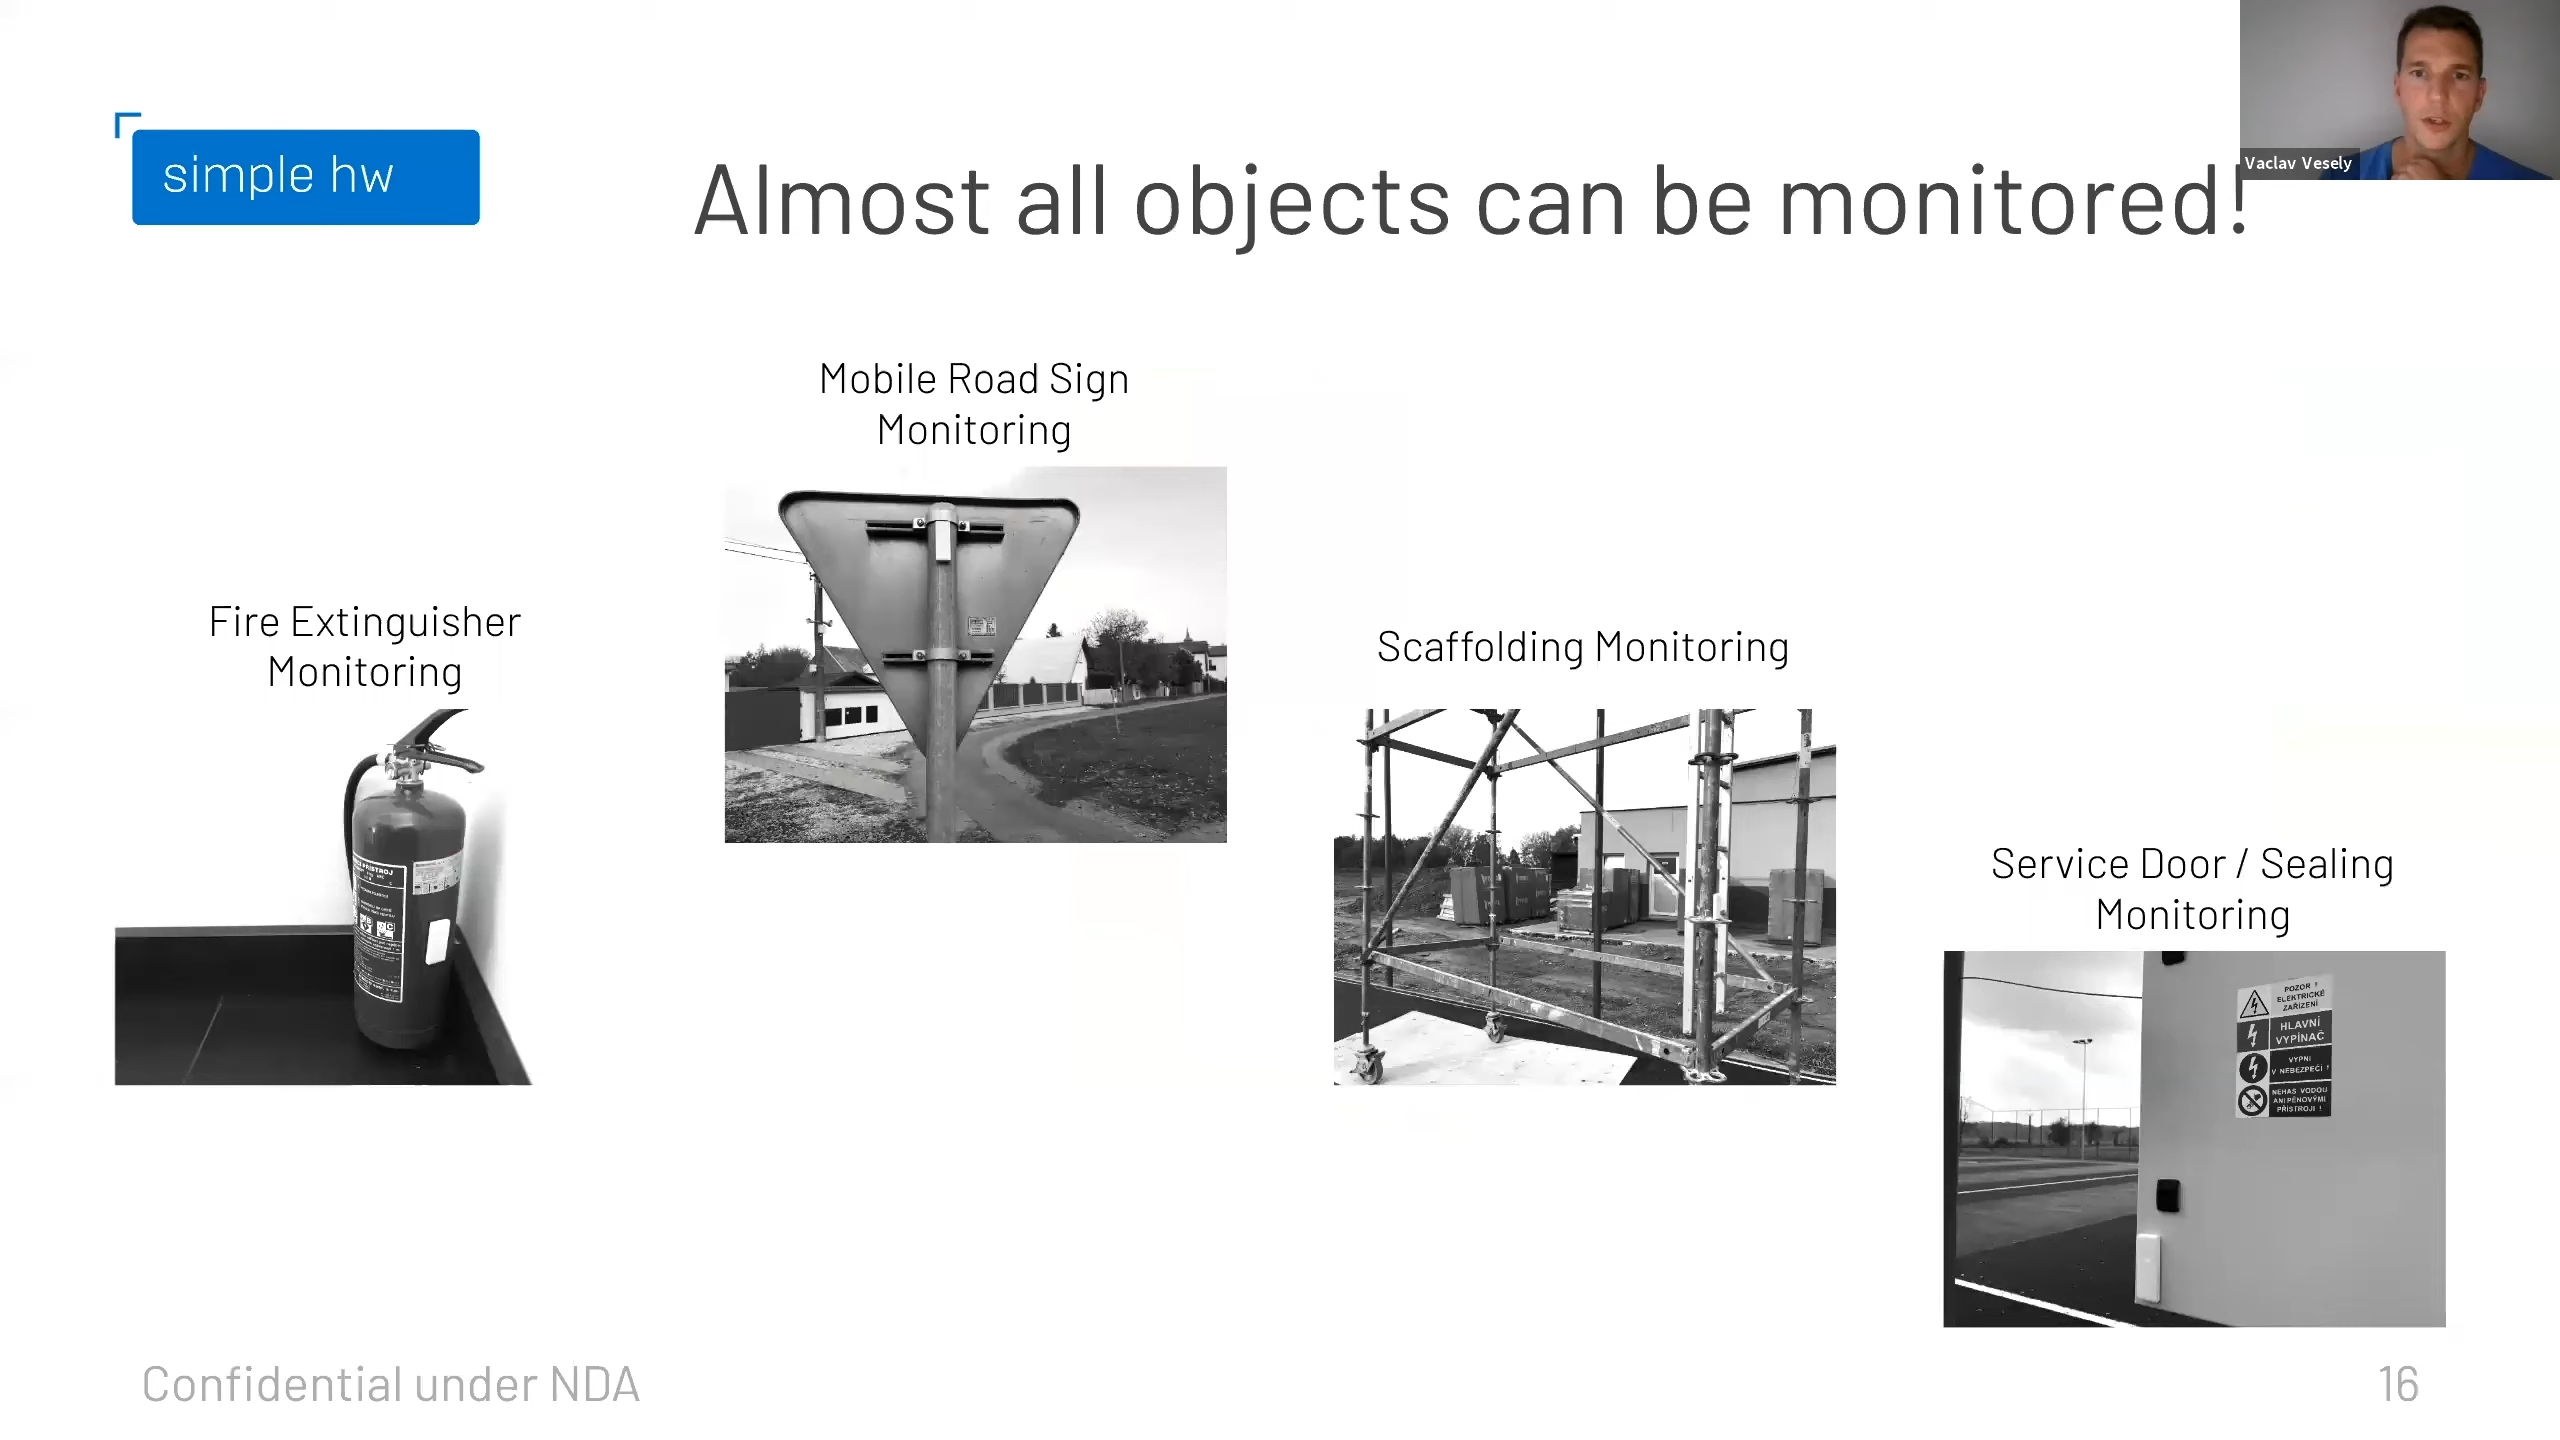 simple hw
Almost all objects can be monitored!
Vaclav Vesely
Mobile Road Sign
Monitoring
Fire Extinguisher
Monitoring
Scaffolding Monitoring
Service Door / Sealing
Monitoring
POZOR !
ELEKTRICKÉ
ZAŘÍZENÍ
HLAVNÍ
VYPÍNAČ
VYPNI
V NEBEZPEČÍ !
NEHAS VODOU
ANI PĚNOVÝMI
PŘÍSTROJI !
Confidential under NDA
16